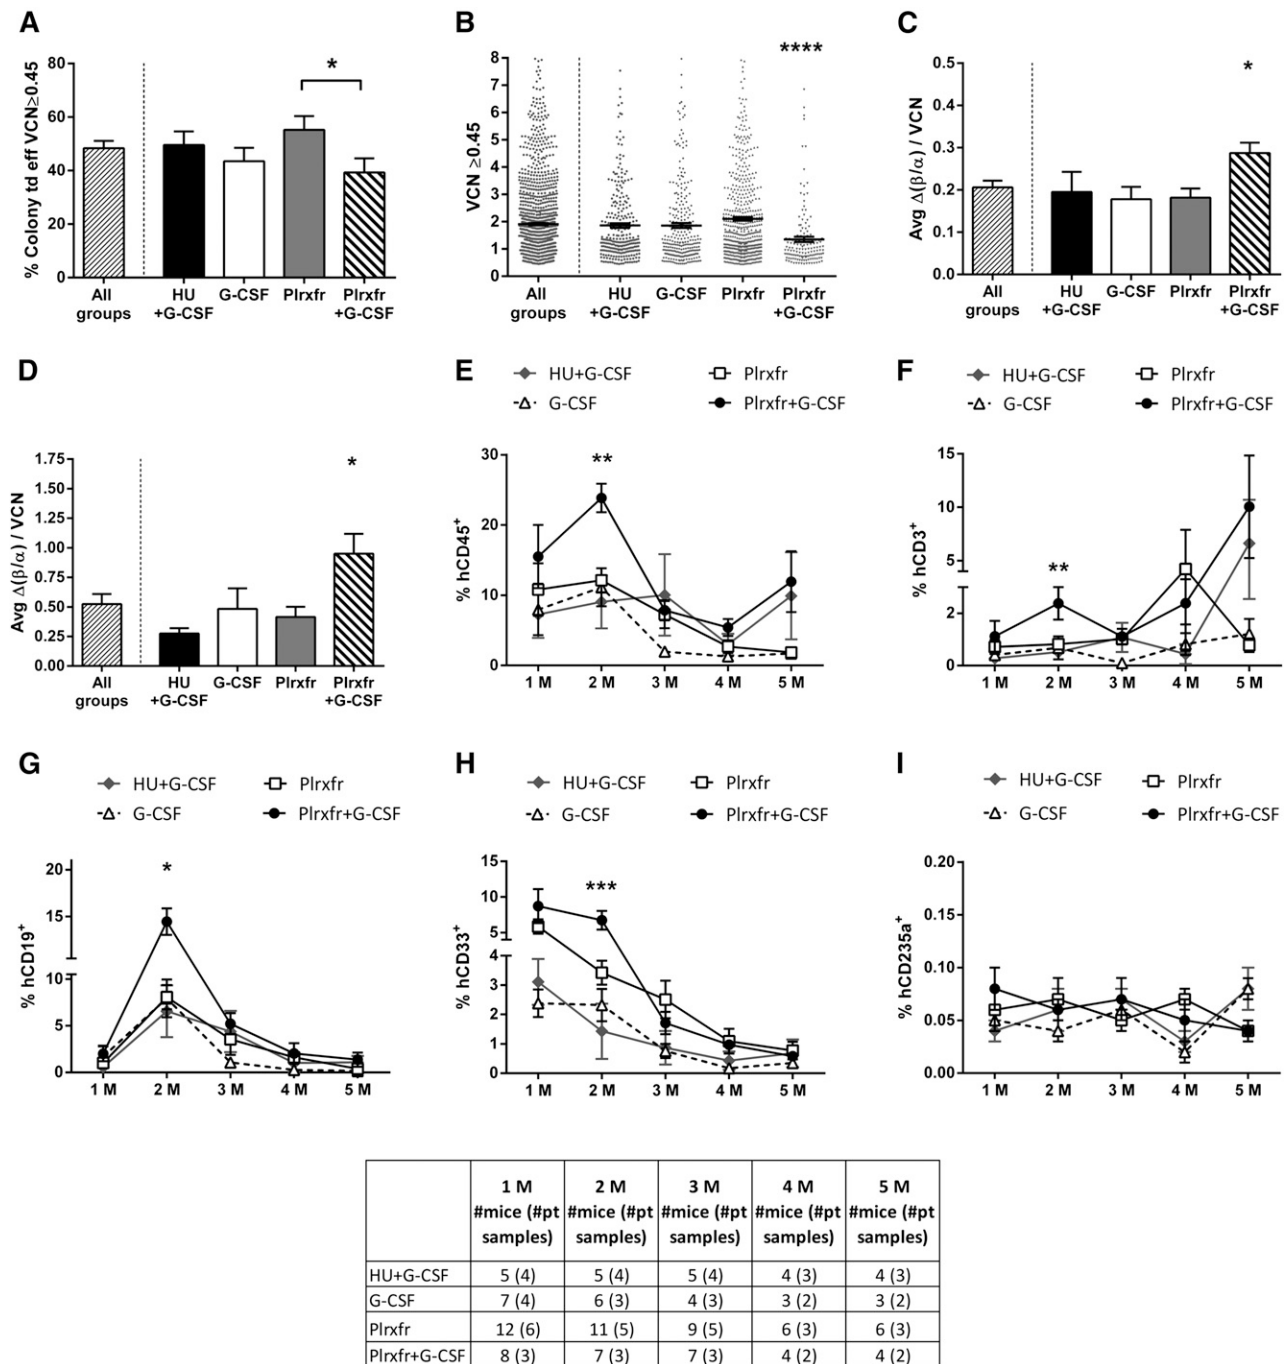 A
% Colony td eff VCN≥0.45
80
60
40
20
0
*
All groups
HU +G-CSF
G-CSF
Plrxfr
Plrxfr +G-CSF
B
VCN ≥0.45
8
7
6
5
4
3
2
1
0
****
All groups
HU +G-CSF
G-CSF
Plrxfr
Plrxfr +G-CSF
C
Avg Δ(β/α) / VCN
0.5
0.4
0.3
0.2
0.1
0.0
*
All groups
HU +G-CSF
G-CSF
Plrxfr
Plrxfr +G-CSF
D
Avg Δ(β/α) / VCN
1.75
1.50
1.25
1.00
0.75
0.50
0.25
0.00
*
All groups
HU +G-CSF
G-CSF
Plrxfr
Plrxfr +G-CSF
E
HU+G-CSF
Plrxfr
G-CSF
Plrxfr+G-CSF
% hCD45+
30
20
10
0
**
1 M 2 M 3 M 4 M 5 M
F
HU+G-CSF
Plrxfr
G-CSF
Plrxfr+G-CSF
% hCD3+
15
10
5
2
0
**
1 M 2 M 3 M 4 M 5 M
G
HU+G-CSF
Plrxfr
G-CSF
Plrxfr+G-CSF
% hCD19+
20
15
10
5
0
*
1 M 2 M 3 M 4 M 5 M
H
HU+G-CSF
Plrxfr
G-CSF
Plrxfr+G-CSF
% hCD33+
15
10
5
4
3
2
1
0
***
1 M 2 M 3 M 4 M 5 M
I
HU+G-CSF
Plrxfr
G-CSF
Plrxfr+G-CSF
% hCD235a+
0.20
0.15
0.10
0.05
0.00
1 M 2 M 3 M 4 M 5 M
1 M #mice (#pt samples) 2 M #mice (#pt samples) 3 M #mice (#pt samples) 4 M #mice (#pt samples) 5 M #mice (#pt samples)
HU+G-CSF 5 (4) 5 (4) 5 (4) 4 (3) 4 (3)
G-CSF 7 (4) 6 (3) 4 (3) 3 (2) 3 (2)
Plrxfr 12 (6) 11 (5) 9 (5) 6 (3) 6 (3)
Plrxfr+G-CSF 8 (3) 7 (3) 7 (3) 4 (2) 4 (2)